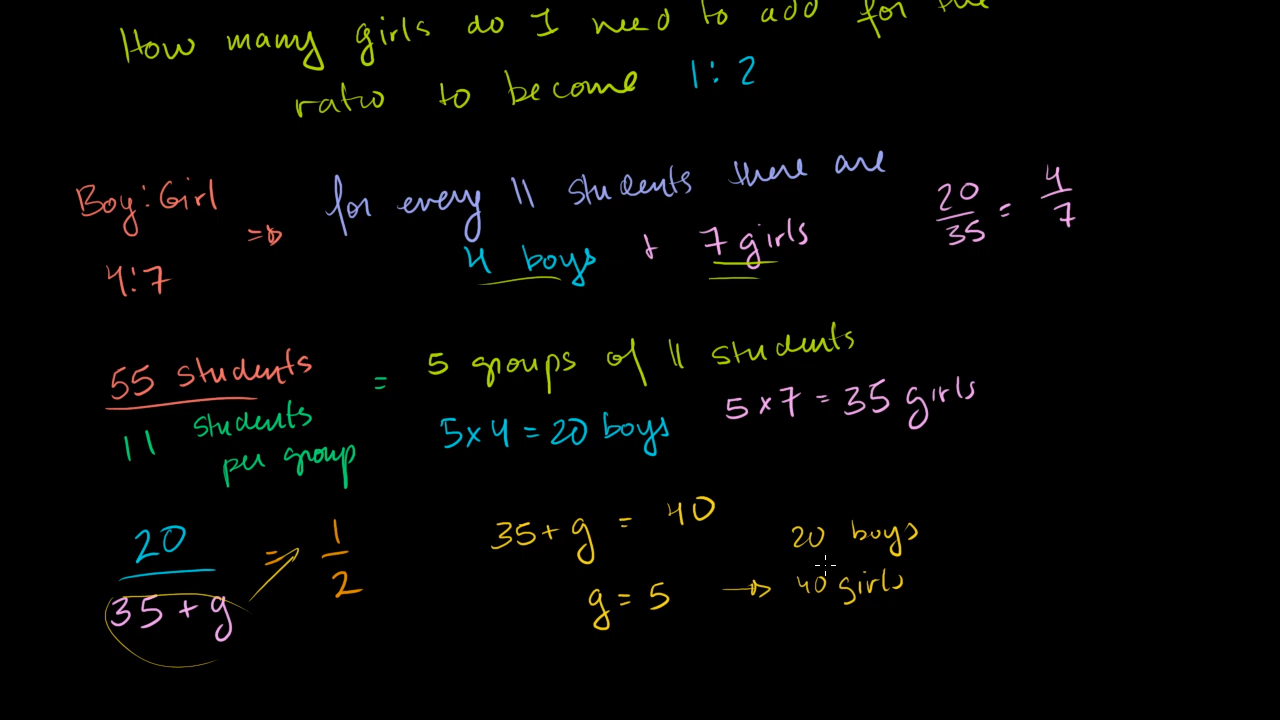 How many girls do I need to add for the
ratio to become 1:2
Boy:Girl => for every 11 students there are
4:7 4 boys + 7 girls
20/35 = 4/7
55 students / 11 students per group = 5 groups of 11 students
5 x 4 = 20 boys 5 x 7 = 35 girls
20 / 35 + g = 1/2
35 + g = 40
g = 5 → 20 boys
40 girls